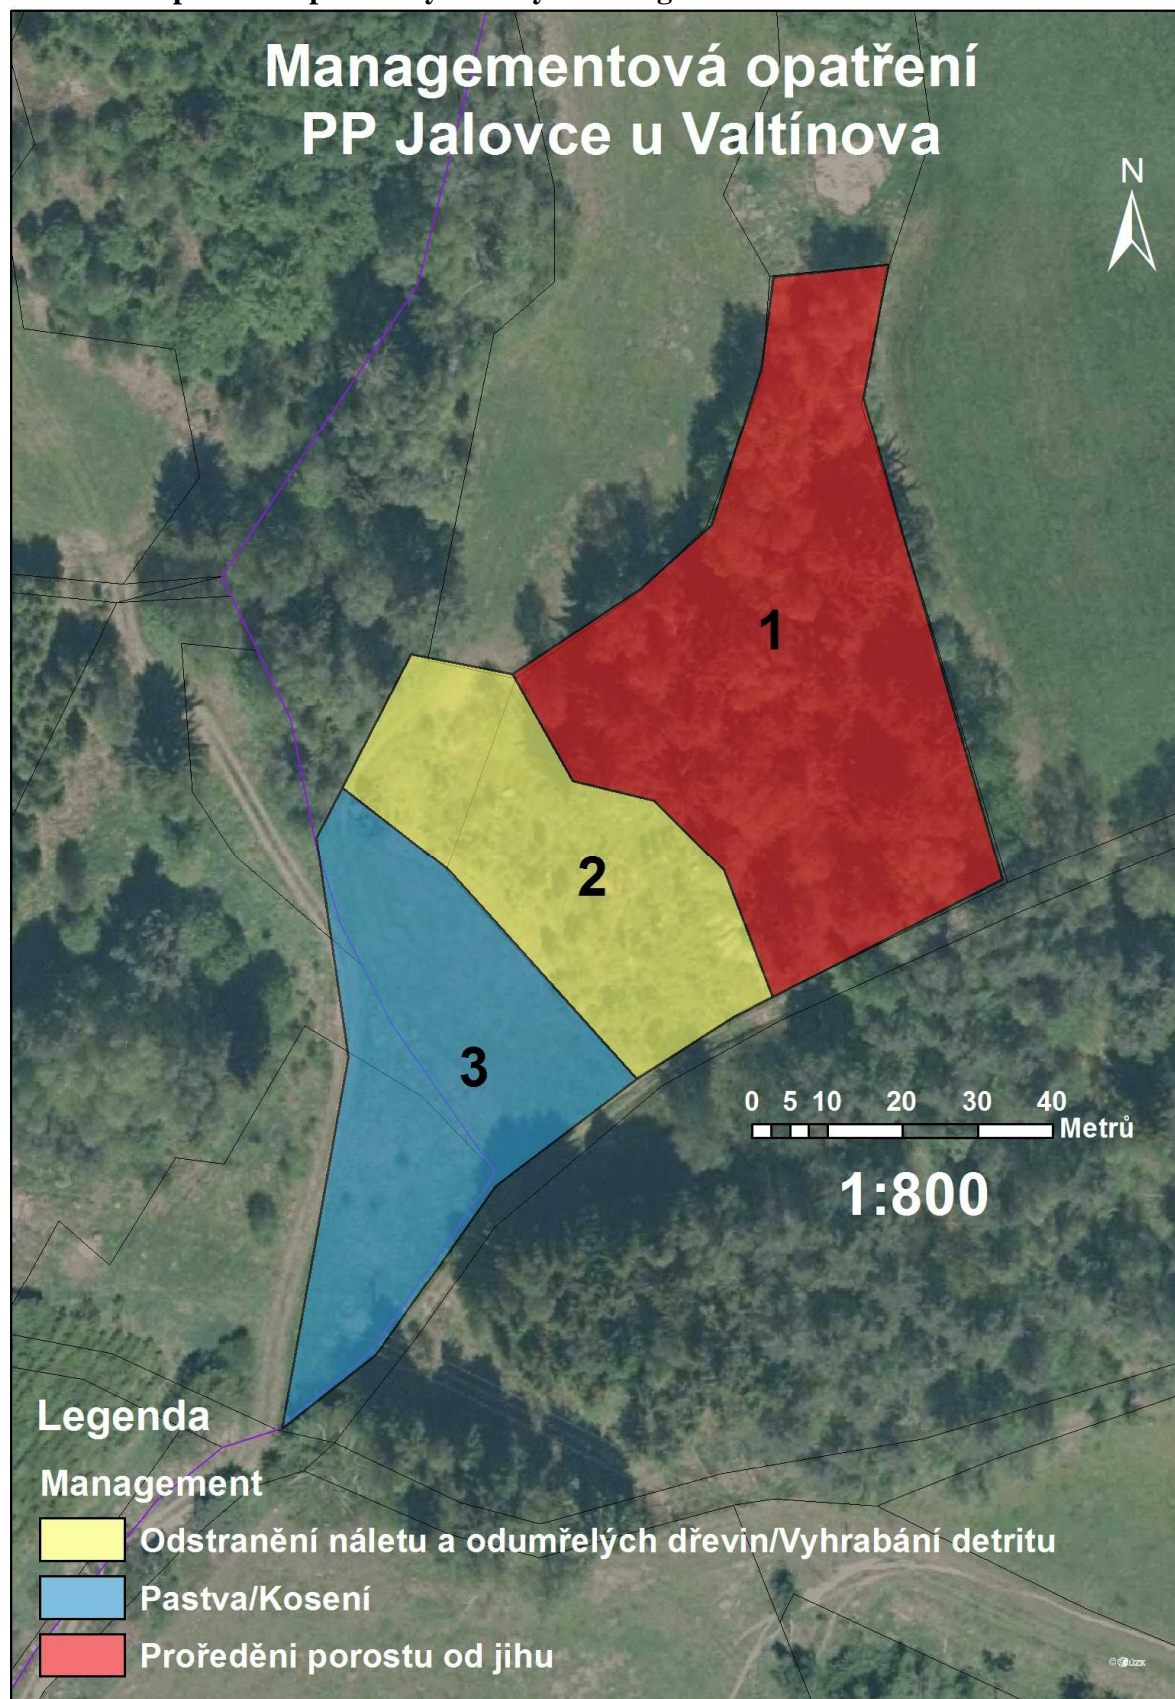 Managementová opatření
PP Jalovce u Valtínova
N
1
2
3
0 5 10 20 30 40
Metrů
1:800
Legenda
Management
Odstranění náletu a odumřelých dřevin/Vyhrabání detritu
Pastva/Kosení
Proředěni porostu od jihu
© ČÚZK